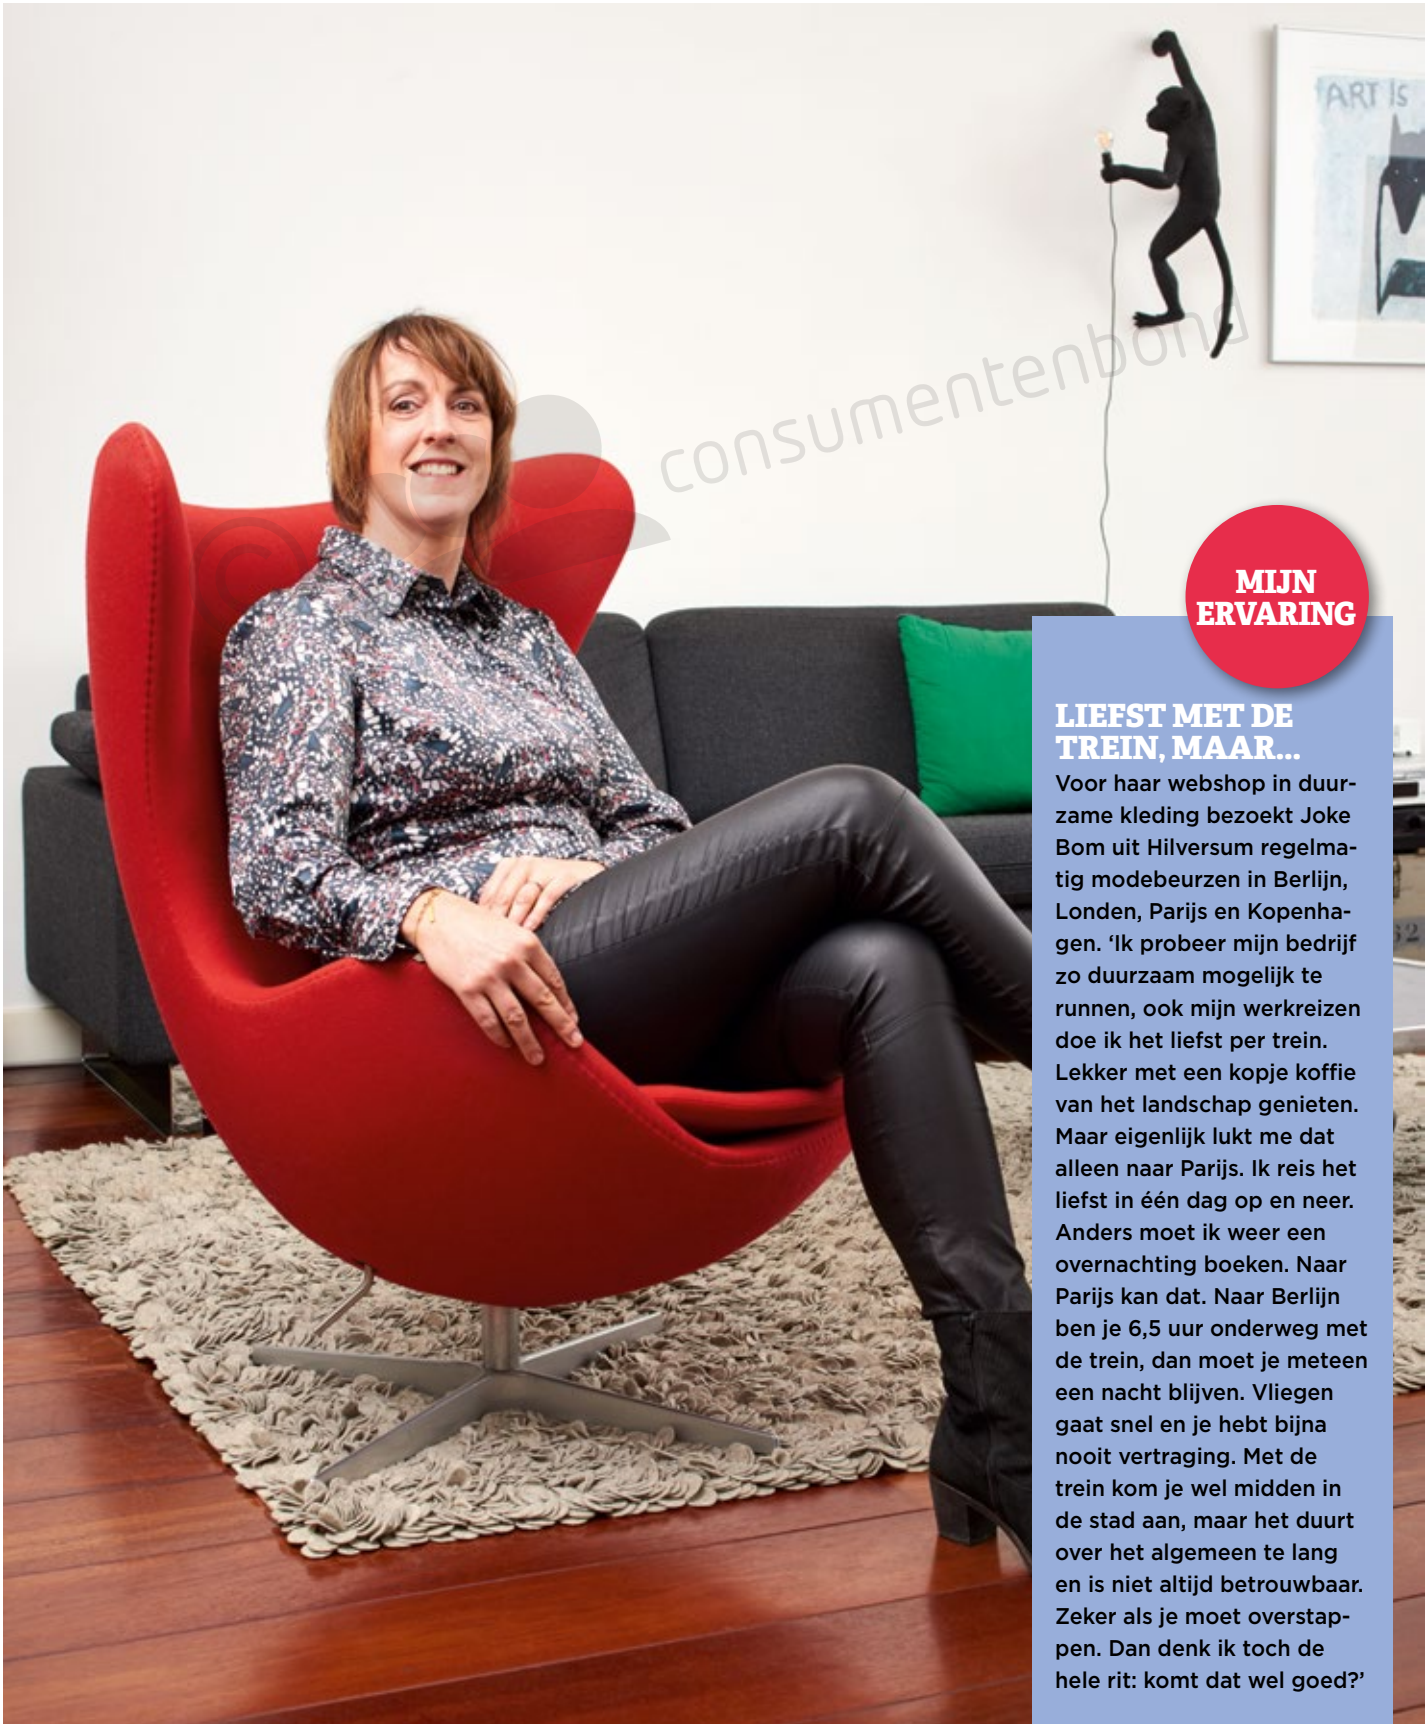 ART IS
© consumentenbond
MIJN
ERVARING
LIEFST MET DE
TREIN, MAAR...
Voor haar webshop in duur-
zame kleding bezoekt Joke
Bom uit Hilversum regelma-
tig modebeurzen in Berlijn,
Londen, Parijs en Kopenha-
gen. ‘Ik probeer mijn bedrijf
zo duurzaam mogelijk te
runnen, ook mijn werkreizen
doe ik het liefst per trein.
Lekker met een kopje koffie
van het landschap genieten.
Maar eigenlijk lukt me dat
alleen naar Parijs. Ik reis het
liefst in één dag op en neer.
Anders moet ik weer een
overnachting boeken. Naar
Parijs kan dat. Naar Berlijn
ben je 6,5 uur onderweg met
de trein, dan moet je meteen
een nacht blijven. Vliegen
gaat snel en je hebt bijna
nooit vertraging. Met de
trein kom je wel midden in
de stad aan, maar het duurt
over het algemeen te lang
en is niet altijd betrouwbaar.
Zeker als je moet overstap-
pen. Dan denk ik toch de
hele rit: komt dat wel goed?’